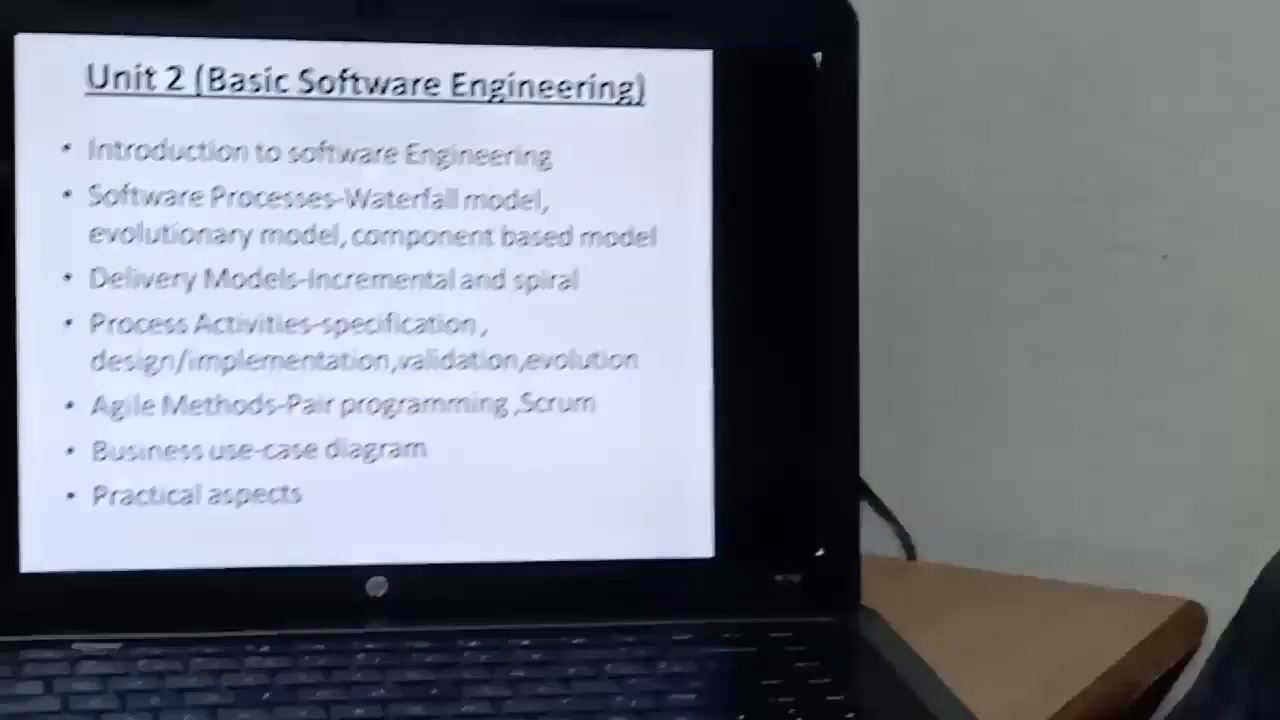 Unit 2 (Basic Software Engineering)
• Introduction to software Engineering
• Software Processes-Waterfall model,
evolutionary model, component based model
• Delivery Models-Incremental and spiral
• Process Activities-specification ,
design/implementation,validation,evolution
• Agile Methods-Pair programming ,Scrum
• Business use-case diagram
• Practical aspects
hp